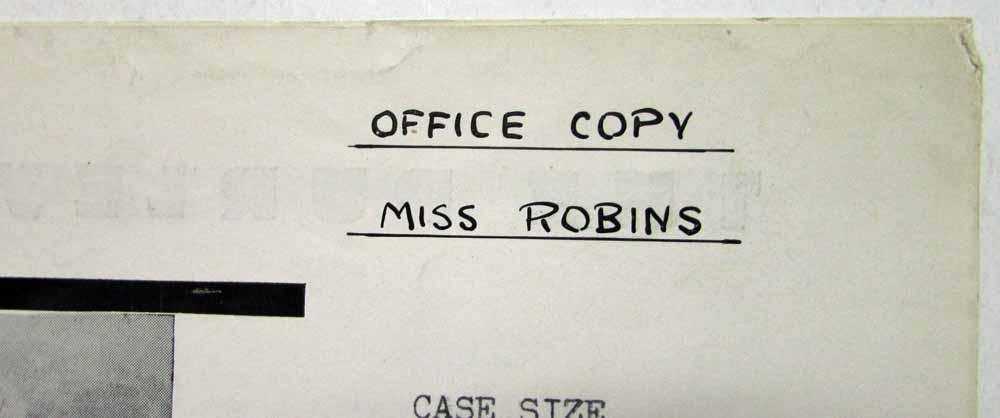 OFFICE COPY
MISS ROBINS
CASE SIZE